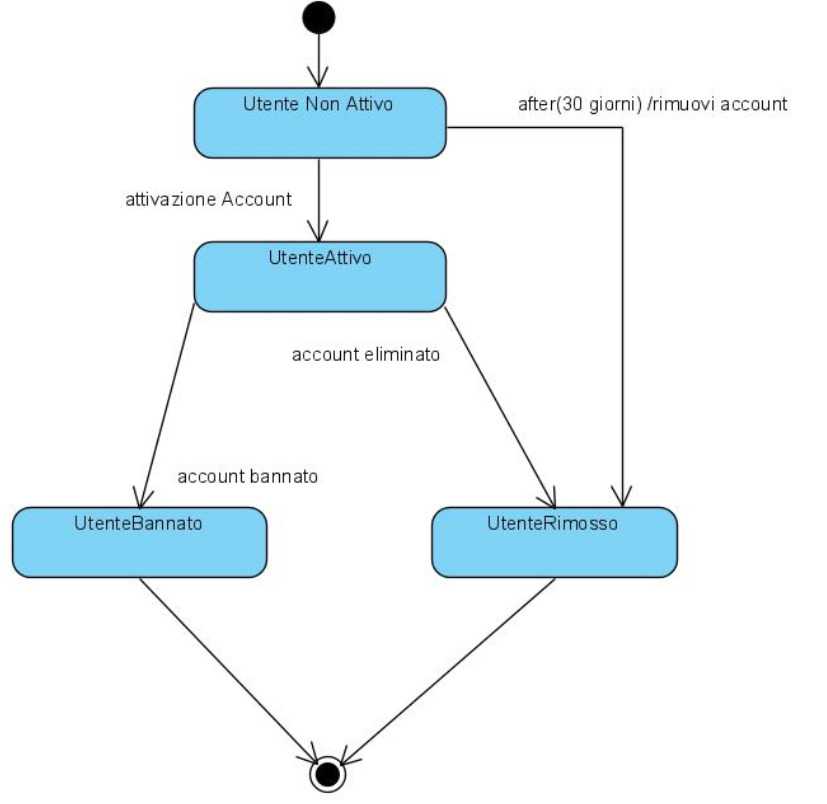 Utente Non Attivo
after(30 giorni) /rimuovi account
attivazione Account
UtenteAttivo
account eliminato
account bannato
UtenteBannato
UtenteRimosso